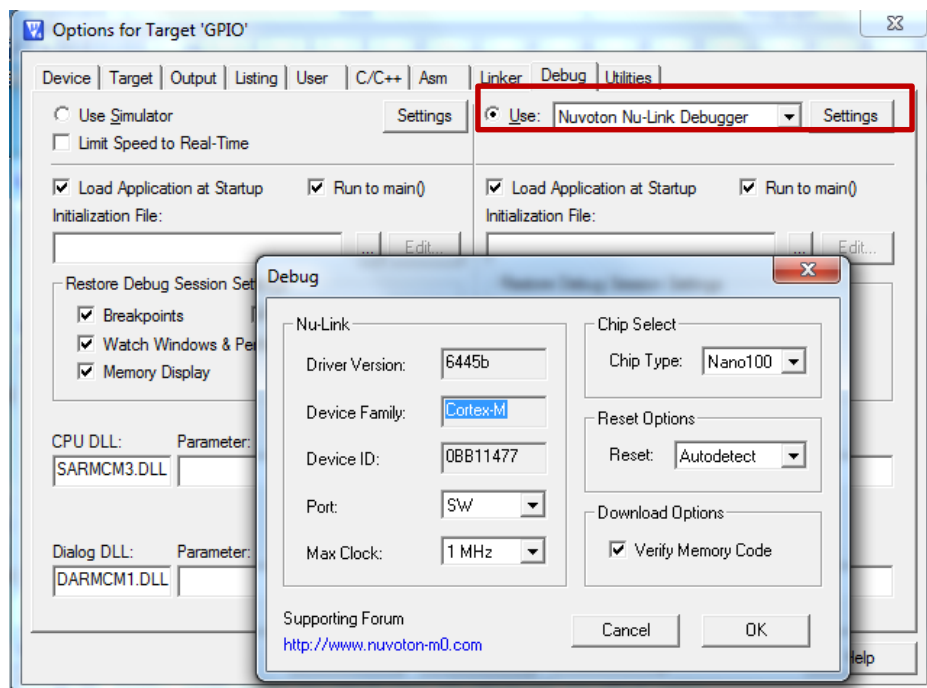 Options for Target 'GPIO'
Device Target Output Listing User C/C++ Asm Linker Debug Utilities
Use Simulator Settings Use: Nuvoton Nu-Link Debugger Settings
Limit Speed to Real-Time
Load Application at Startup Run to main() Load Application at Startup Run to main()
Initialization File: Initialization File:
... Edit... ... Edit...
Restore Debug Session Set
Breakpoints
Watch Windows & Pe
Memory Display
CPU DLL: Parameter:
SARMCM3.DLL
Dialog DLL: Parameter:
DARMCM1.DLL
Help
Debug
Nu-Link
Driver Version: 6445b
Device Family: Cortex-M
Device ID: 0BB11477
Port: SW
Max Clock: 1 MHz
Chip Select
Chip Type: Nano100
Reset Options
Reset: Autodetect
Download Options
Verify Memory Code
Supporting Forum
http://www.nuvoton-m0.com
Cancel OK